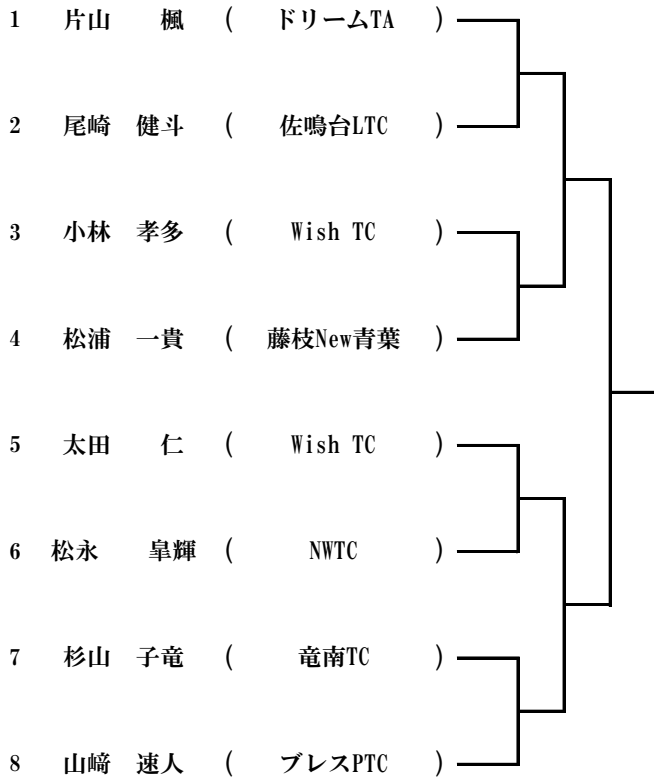 1 片山 楓 ( ドリームTA )
2 尾崎 健斗 ( 佐鳴台LTC )
3 小林 孝多 ( Wish TC )
4 松浦 一貴 ( 藤枝New青葉 )
5 太田 仁 ( Wish TC )
6 松永 皐輝 ( NWTC )
7 杉山 子竜 ( 竜南TC )
8 山﨑 速人 ( ブレスPTC )